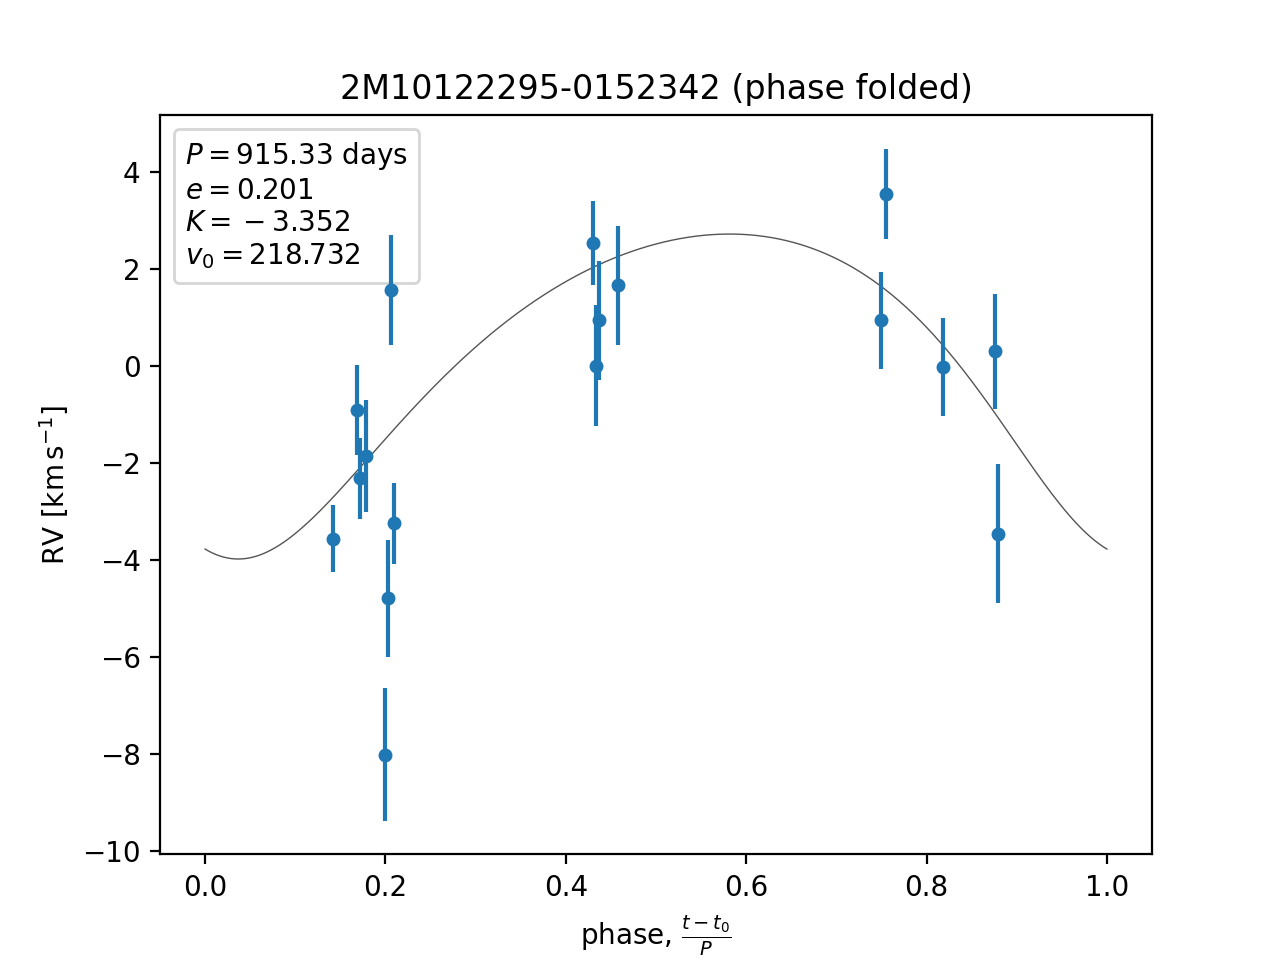 2M10122295-0152342 (phase folded)
P = 915.33 days
e = 0.201
K = −3.352
v₀ = 218.732
RV [km s⁻¹]
4
2
0
−2
−4
−6
−8
−10
0.0 0.2 0.4 0.6 0.8 1.0
phase, (t − t₀)/P